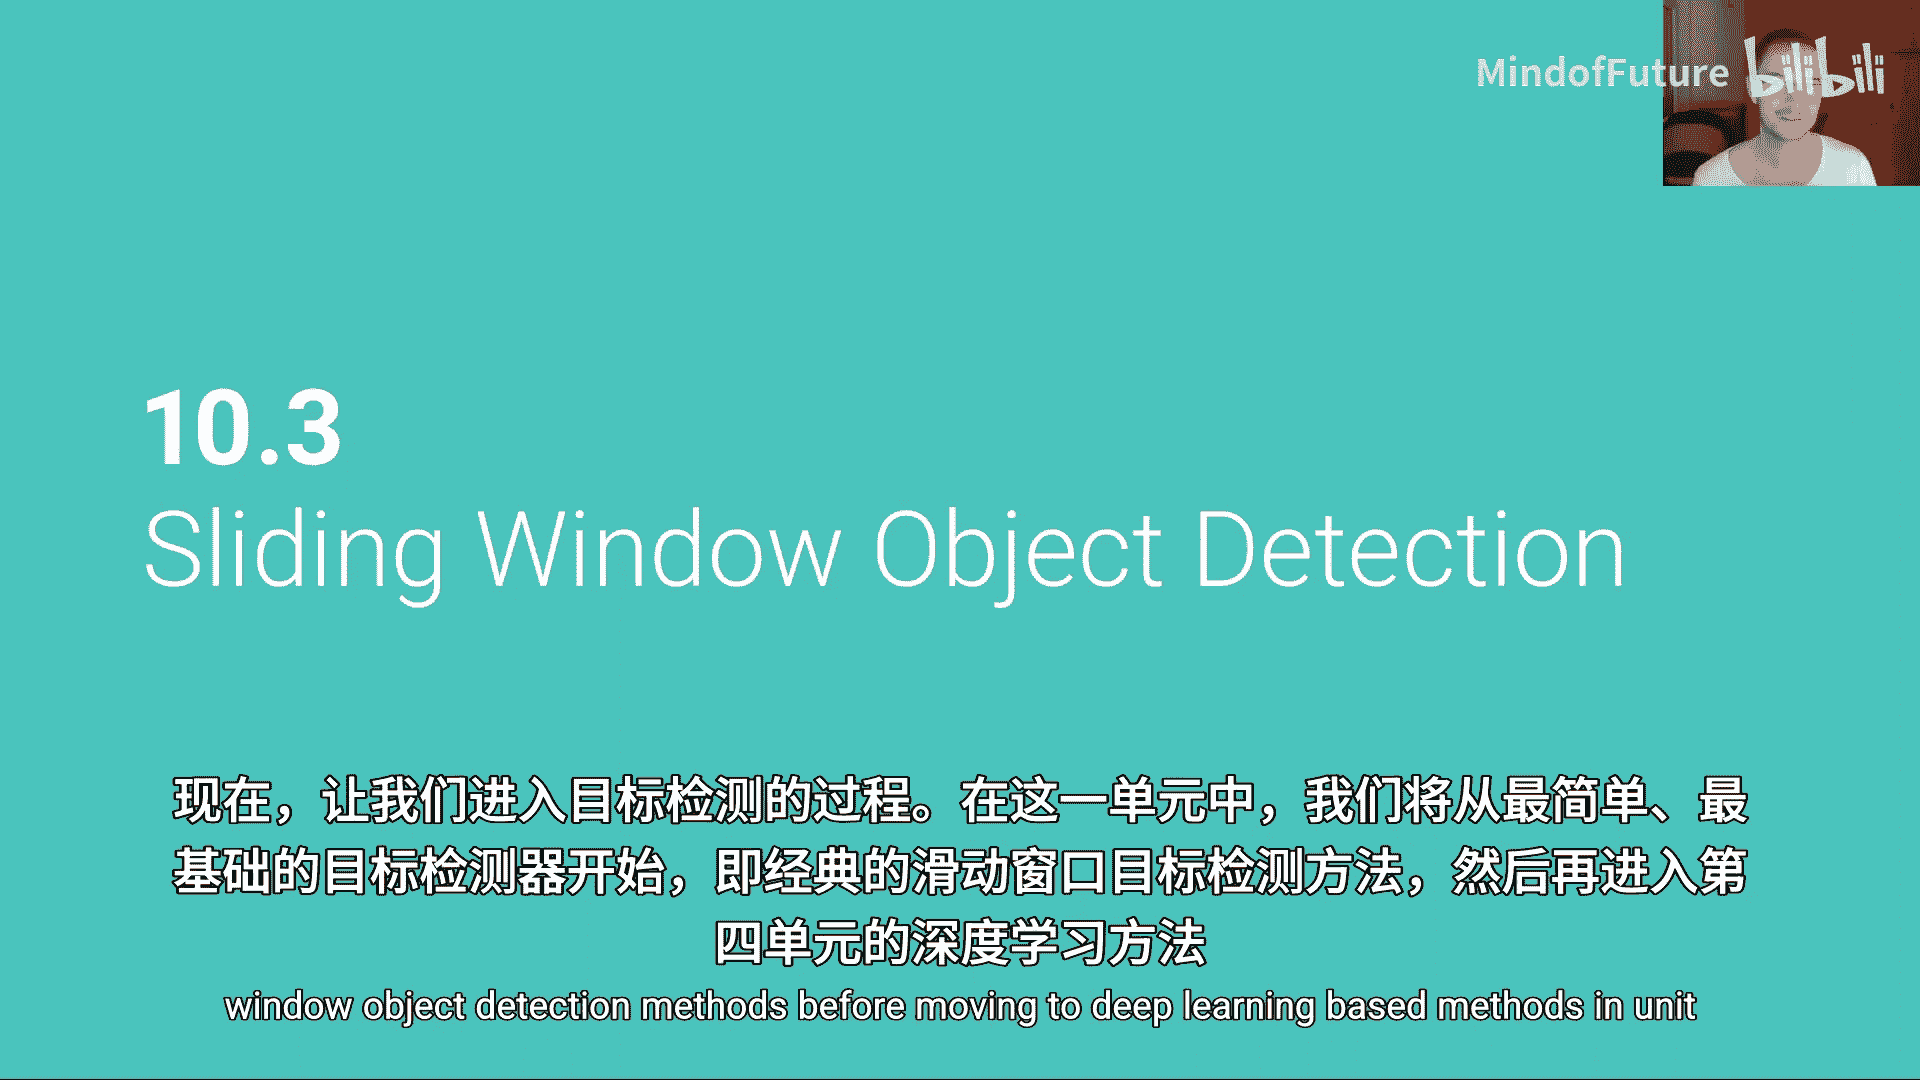 MindofFuture bilibili
10.3
Sliding Window Object Detection
现在，让我们进入目标检测的过程。在这一单元中，我们将从最简单、最
基础的目标检测器开始，即经典的滑动窗口目标检测方法，然后再进入第
四单元的深度学习方法
window object detection methods before moving to deep learning based methods in unit